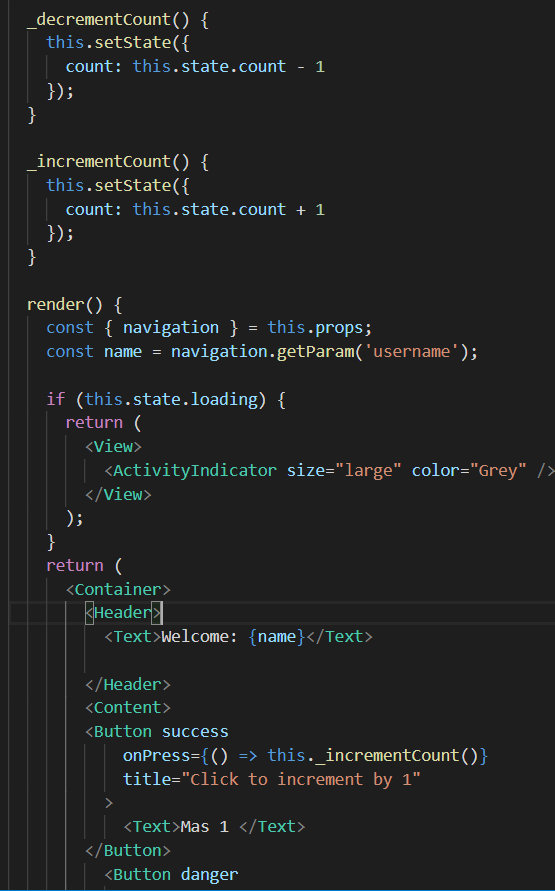 _decrementCount() {
this.setState({
count: this.state.count - 1
});
}
_incrementCount() {
this.setState({
count: this.state.count + 1
});
}
render() {
const { navigation } = this.props;
const name = navigation.getParam('username');
if (this.state.loading) {
return (
<View>
<ActivityIndicator size="large" color="Grey" />
</View>
);
}
return (
<Container>
<Header>
<Text>Welcome: {name}</Text>
</Header>
<Content>
<Button success
onPress={() => this._incrementCount()}
title="Click to increment by 1"
>
<Text>Mas 1 </Text>
</Button>
<Button danger